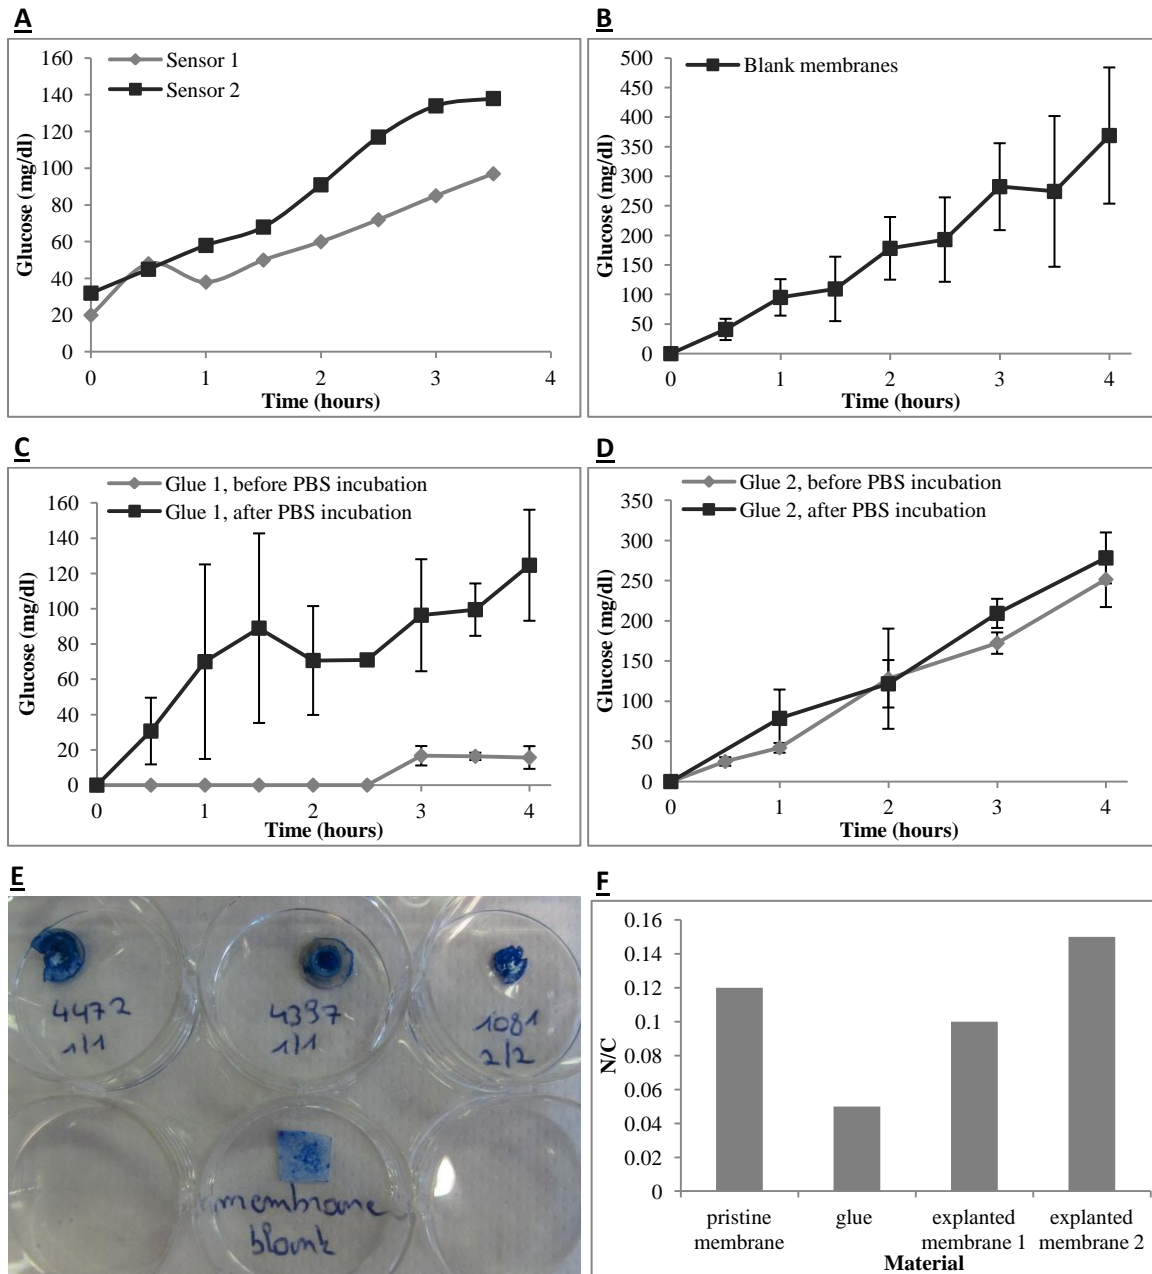 A
160
140
120
100
80
60
40
20
0
Glucose (mg/dl)
Sensor 1
Sensor 2
0 1 2 3 4
Time (hours)
B
500
450
400
350
300
250
200
150
100
50
0
Glucose (mg/dl)
Blank membranes
0 1 2 3 4
Time (hours)
C
Glue 1, before PBS incubation
Glue 1, after PBS incubation
160
140
120
100
80
60
40
20
0
Glucose (mg/dl)
0 1 2 3 4
Time (hours)
D
Glue 2, before PBS incubation
Glue 2, after PBS incubation
350
300
250
200
150
100
50
0
Glucose (mg/dl)
0 1 2 3 4
Time (hours)
E
4472
1/1
4397
1/1
1081
2/2
membrane
blank
F
0.16
0.14
0.12
0.1
0.08
0.06
0.04
0.02
0
N/C
pristine
membrane
glue
explanted
membrane 1
explanted
membrane 2
Material